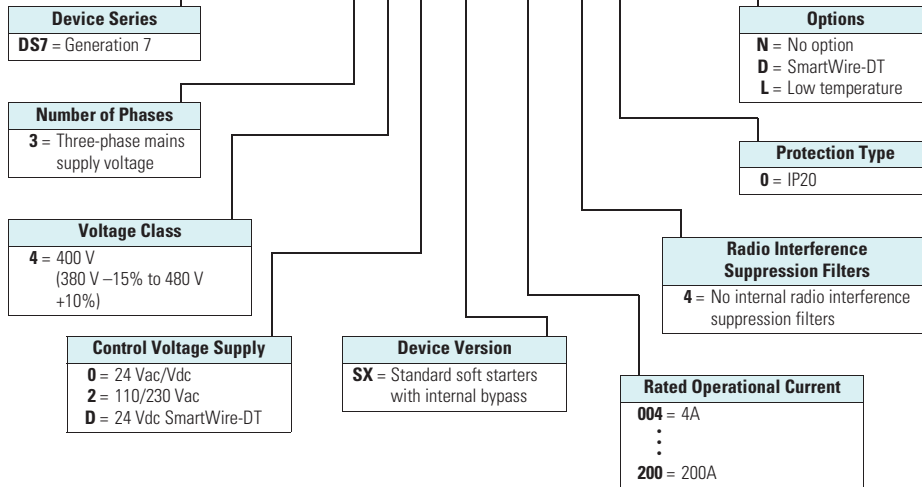 Device Series
DS7 = Generation 7
Options
N = No option
D = SmartWire-DT
L = Low temperature
Number of Phases
3 = Three-phase mains
supply voltage
Protection Type
0 = IP20
Voltage Class
4 = 400 V
(380 V –15% to 480 V
+10%)
Radio Interference
Suppression Filters
4 = No internal radio interference
suppression filters
Control Voltage Supply
0 = 24 Vac/Vdc
2 = 110/230 Vac
D = 24 Vdc SmartWire-DT
Device Version
SX = Standard soft starters
with internal bypass
Rated Operational Current
004 = 4A
•
•
•
200 = 200A